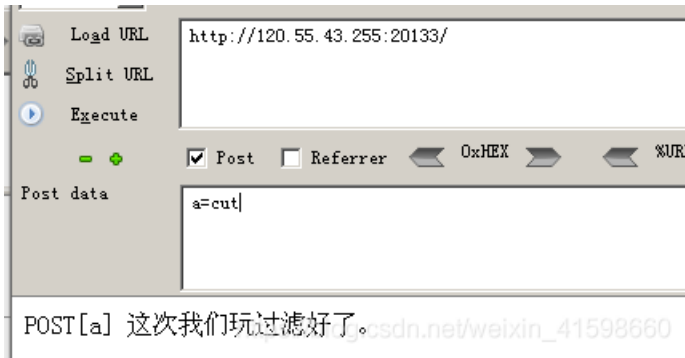 Load URL
http://120.55.43.255:20133/
Split URL
Execute
Post
Referrer
0xHEX
%UR
Post data
a=cut
POST[a] 这次我们玩过滤好了。
https://blog.csdn.net/weixin_41598660